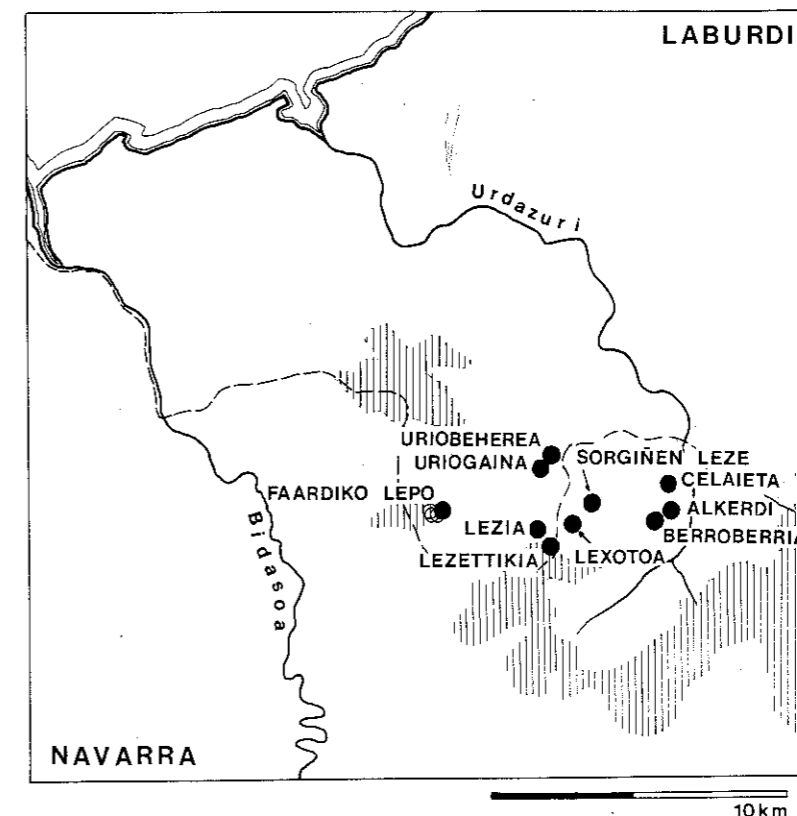 LABURDI
Urdazuri
URIOBEHEREA
URIOGAINA
SORGIÑEN LEZE
CELAIETA
FAARDIKO LEPO
ALKERDI
LEZIA
BERROBERRIA
LEZETTIKIA
LEXOTOA
Bidasoa
NAVARRA
10 km